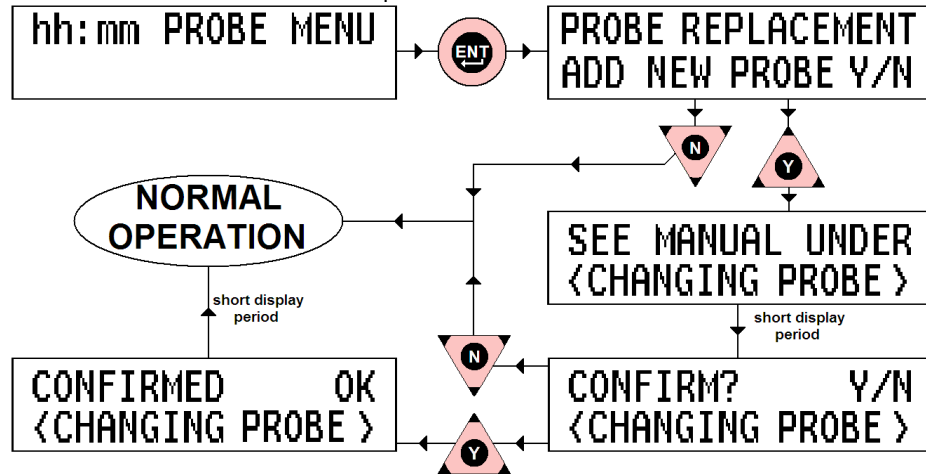 hh:mm PROBE MENU
ENT
PROBE REPLACEMENT
ADD NEW PROBE Y/N
N
Y
NORMAL
OPERATION
SEE MANUAL UNDER
<CHANGING PROBE >
short display
period
short display
period
N
CONFIRMED OK
<CHANGING PROBE >
CONFIRM? Y/N
<CHANGING PROBE >
Y